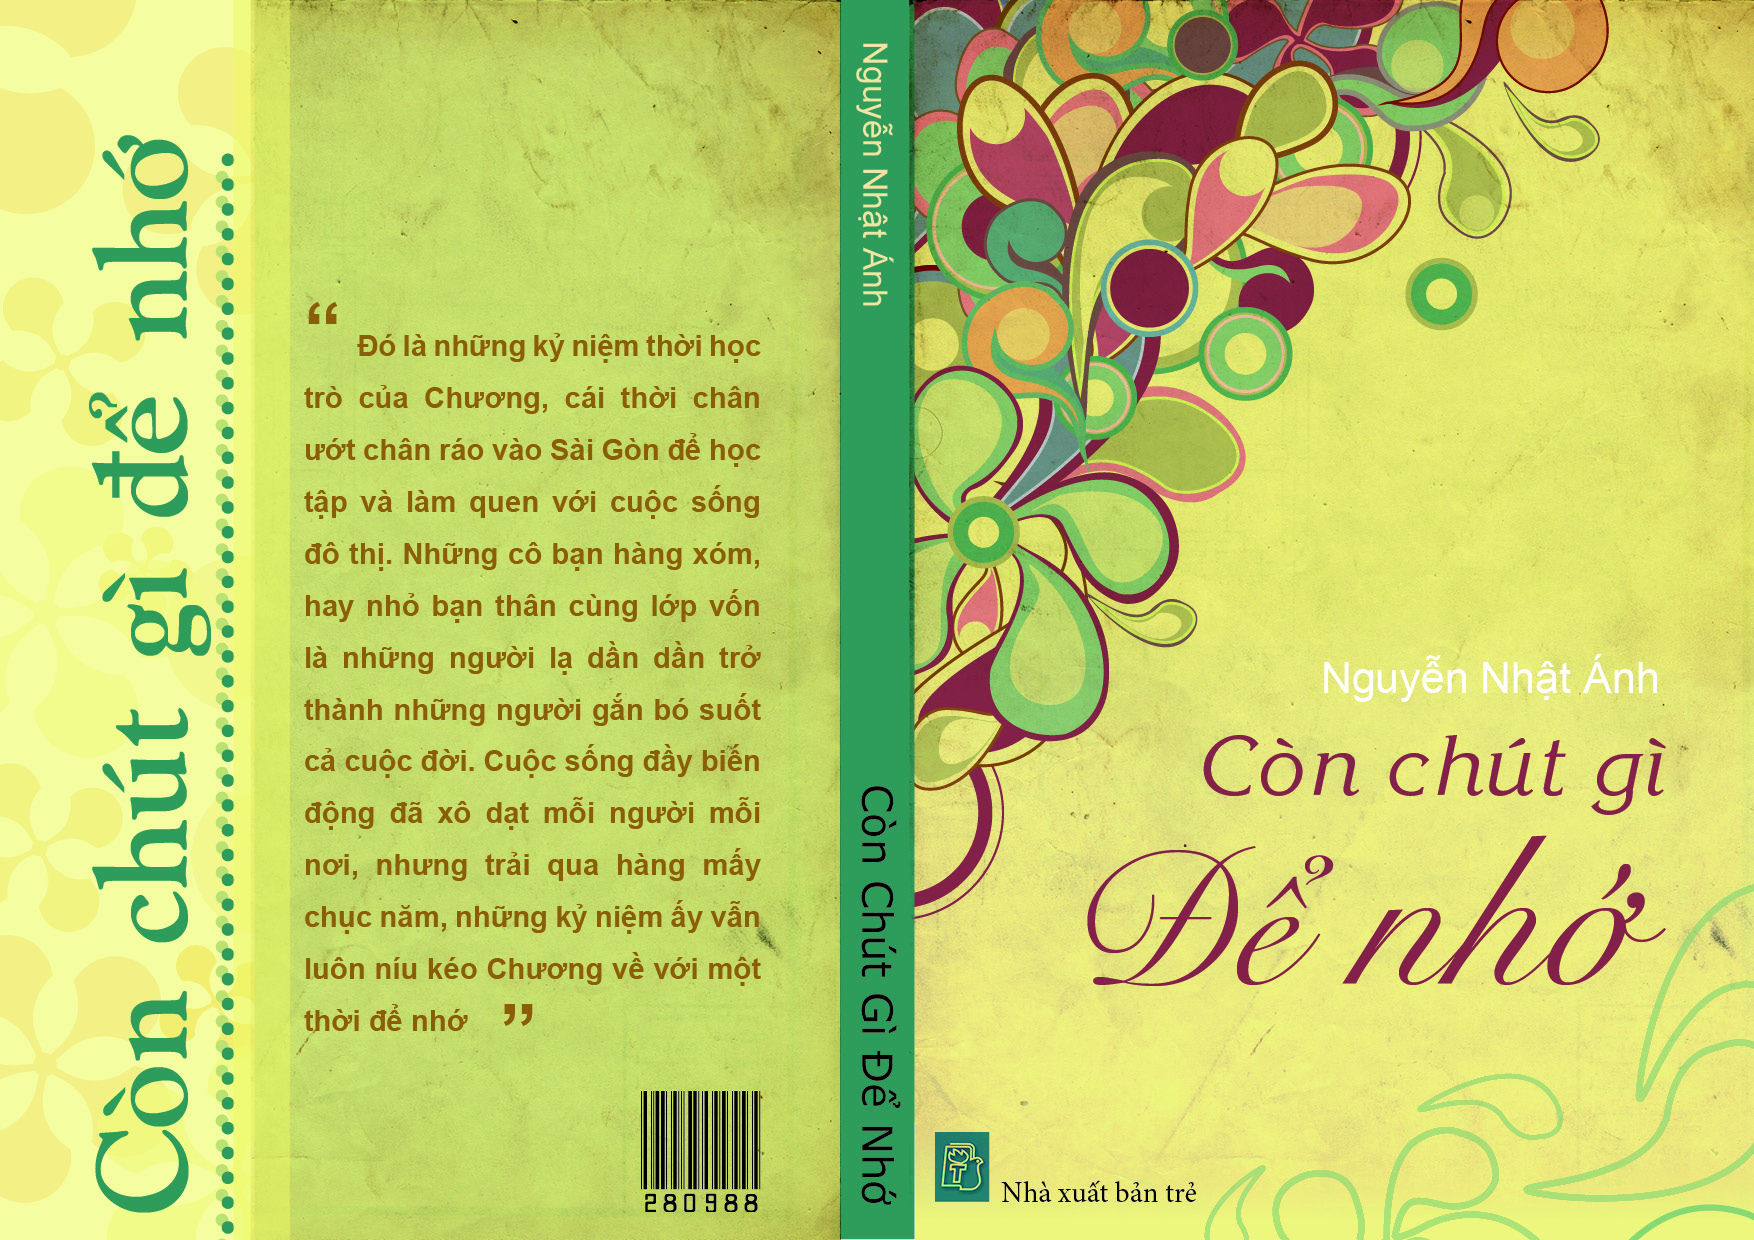 Còn chút gì để nhớ
“
Đó là những kỷ niệm thời học
trò của Chương, cái thời chân
ướt chân ráo vào Sài Gòn để học
tập và làm quen với cuộc sống
đô thị. Những cô bạn hàng xóm,
hay nhỏ bạn thân cùng lớp vốn
là những người lạ dần dần trở
thành những người gắn bó suốt
cả cuộc đời. Cuộc sống đầy biến
động đã xô dạt mỗi người mỗi
nơi, nhưng trải qua hàng mấy
chục năm, những kỷ niệm ấy vẫn
luôn níu kéo Chương về với một
thời để nhớ ”
280988
Nguyễn Nhật Ánh
Còn Chút Gì Để Nhớ
Nguyễn Nhật Ánh
Còn chút gì
Để nhớ
Nhà xuất bản trẻ